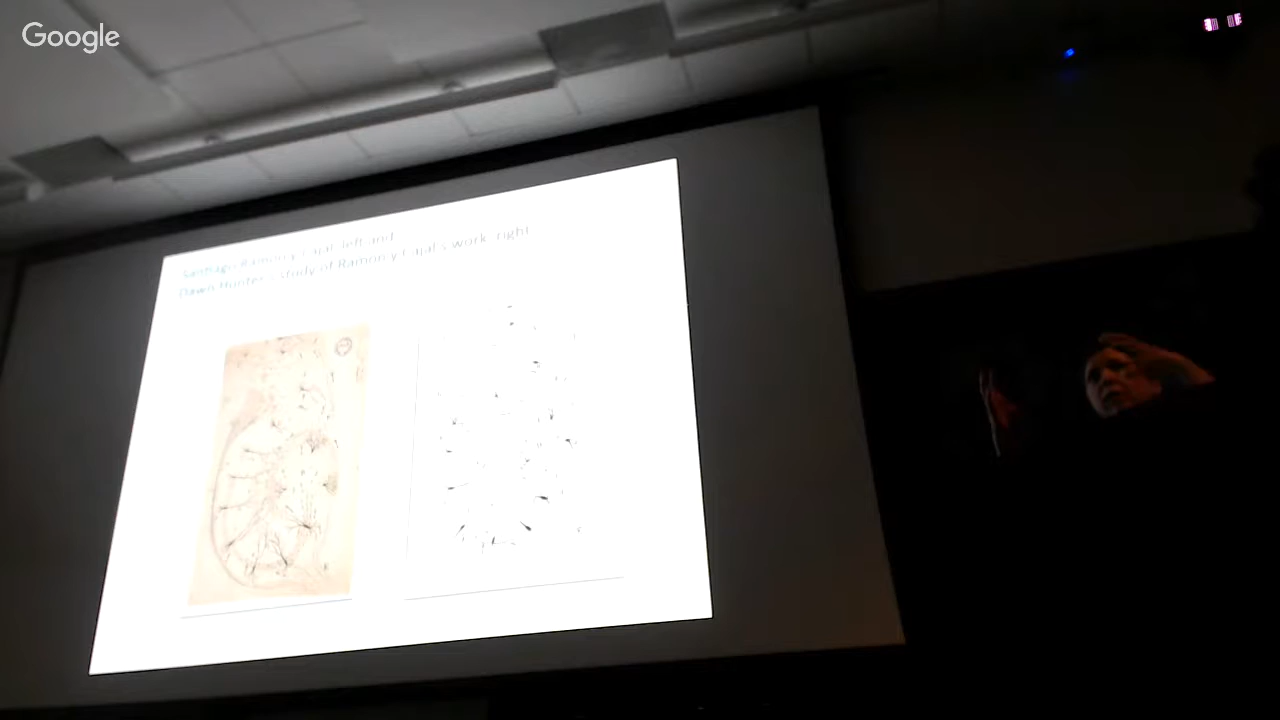 Google
Santiago Ramon y Cajal left and
Dawn Hunter's study of Ramon y Cajal's work right